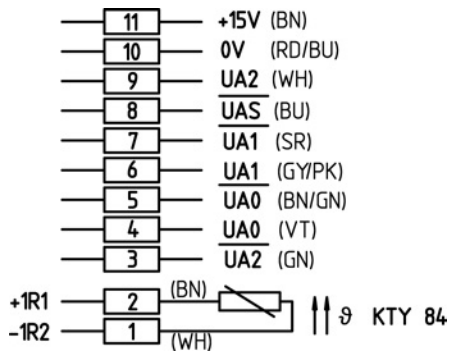 11 +15V (BN)
10 0V (RD/BU)
9 UA2 (WH)
8 UAS (BU)
7 UA1 (SR)
6 UA1 (GY/PK)
5 UA0 (BN/GN)
4 UA0 (VT)
3 UA2 (GN)
+1R1 2 (BN)
ϑ KTY 84
-1R2 1 (WH)